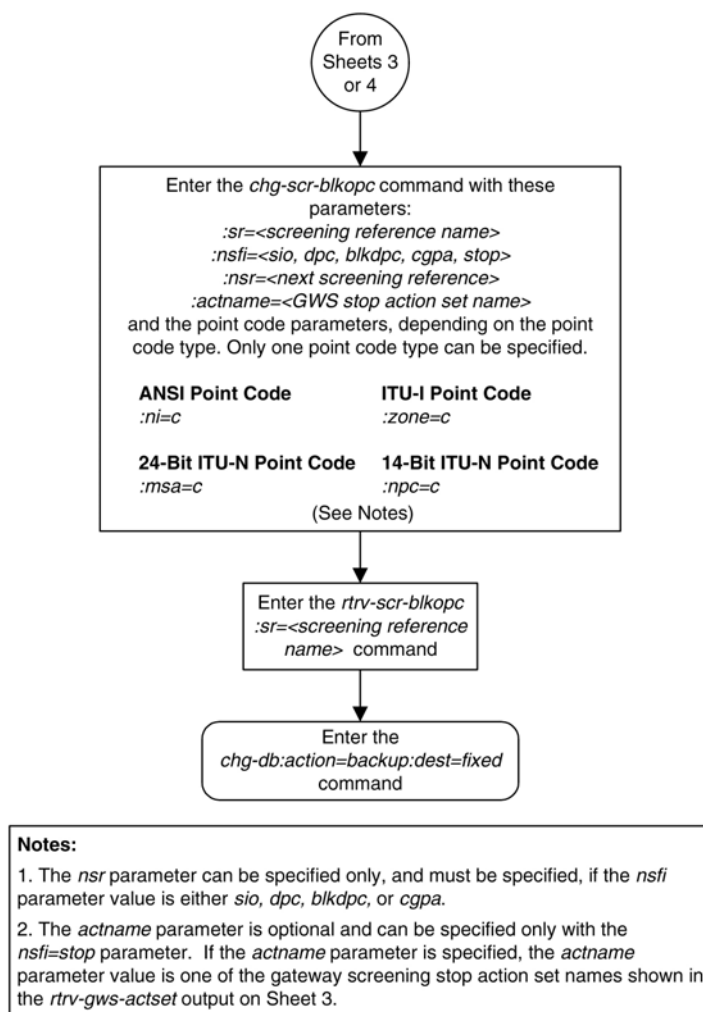 From
Sheets 3
or 4
Enter the chg-scr-blkopc command with these
parameters:
:sr=<screening reference name>
:nsfi=<sio, dpc, blkdpc, cgpa, stop>
:nsr=<next screening reference>
:actname=<GWS stop action set name>
and the point code parameters, depending on the point
code type. Only one point code type can be specified.
ANSI Point Code
:ni=c
ITU-I Point Code
:zone=c
24-Bit ITU-N Point Code
:msa=c
14-Bit ITU-N Point Code
:npc=c
(See Notes)
Enter the rtrv-scr-blkopc
:sr=<screening reference
name> command
Enter the
chg-db:action=backup:dest=fixed
command
Notes:
1. The nsr parameter can be specified only, and must be specified, if the nsfi
parameter value is either sio, dpc, blkdpc, or cgpa.
2. The actname parameter is optional and can be specified only with the
nsfi=stop parameter. If the actname parameter is specified, the actname
parameter value is one of the gateway screening stop action set names shown in
the rtrv-gws-actset output on Sheet 3.